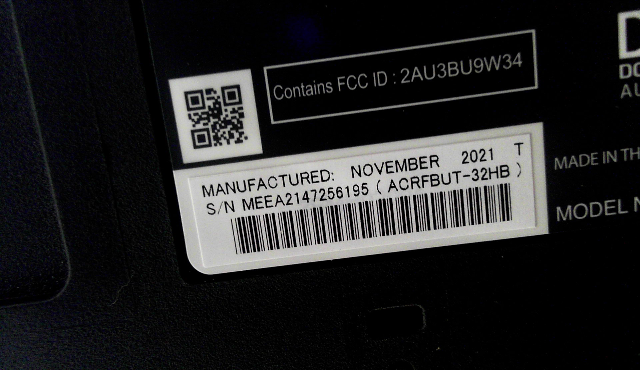 Contains FCC ID : 2AU3BU9W34
MANUFACTURED: NOVEMBER 2021 T
S/N MEEA2147256195 ( ACRFBUT-32HB )
MADE IN TH
MODEL N